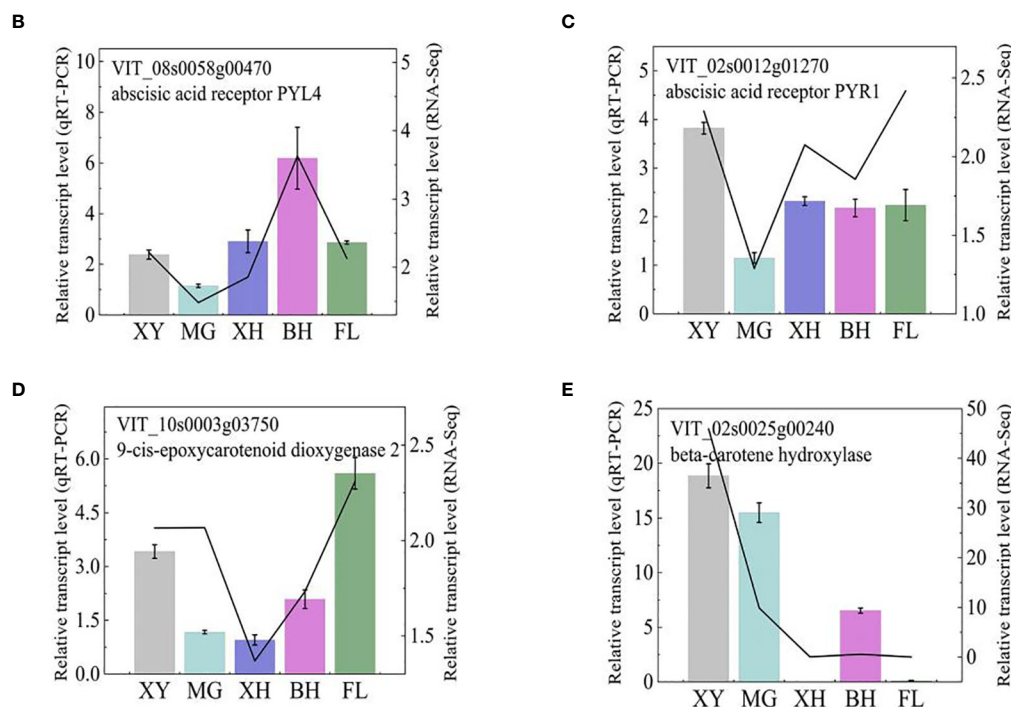 B
VIT_08s0058g00470
abscisic acid receptor PYL4
Relative transcript level (qRT-PCR)
10
8
6
4
2
0
Relative transcript level (RNA-Seq)
5
4
3
2
XY MG XH BH FL
C
VIT_02s0012g01270
abscisic acid receptor PYR1
Relative transcript level (qRT-PCR)
5
4
3
2
1
0
Relative transcript level (RNA-Seq)
2.5
2.0
1.5
1.0
XY MG XH BH FL
D
VIT_10s0003g03750
9-cis-epoxycarotenoid dioxygenase 2
Relative transcript level (qRT-PCR)
6.0
4.5
3.0
1.5
0.0
Relative transcript level (RNA-Seq)
2.5
2.0
1.5
XY MG XH BH FL
E
VIT_02s0025g00240
beta-carotene hydroxylase
Relative transcript level (qRT-PCR)
25
20
15
10
5
0
Relative transcript level (RNA-Seq)
50
40
30
20
10
0
XY MG XH BH FL